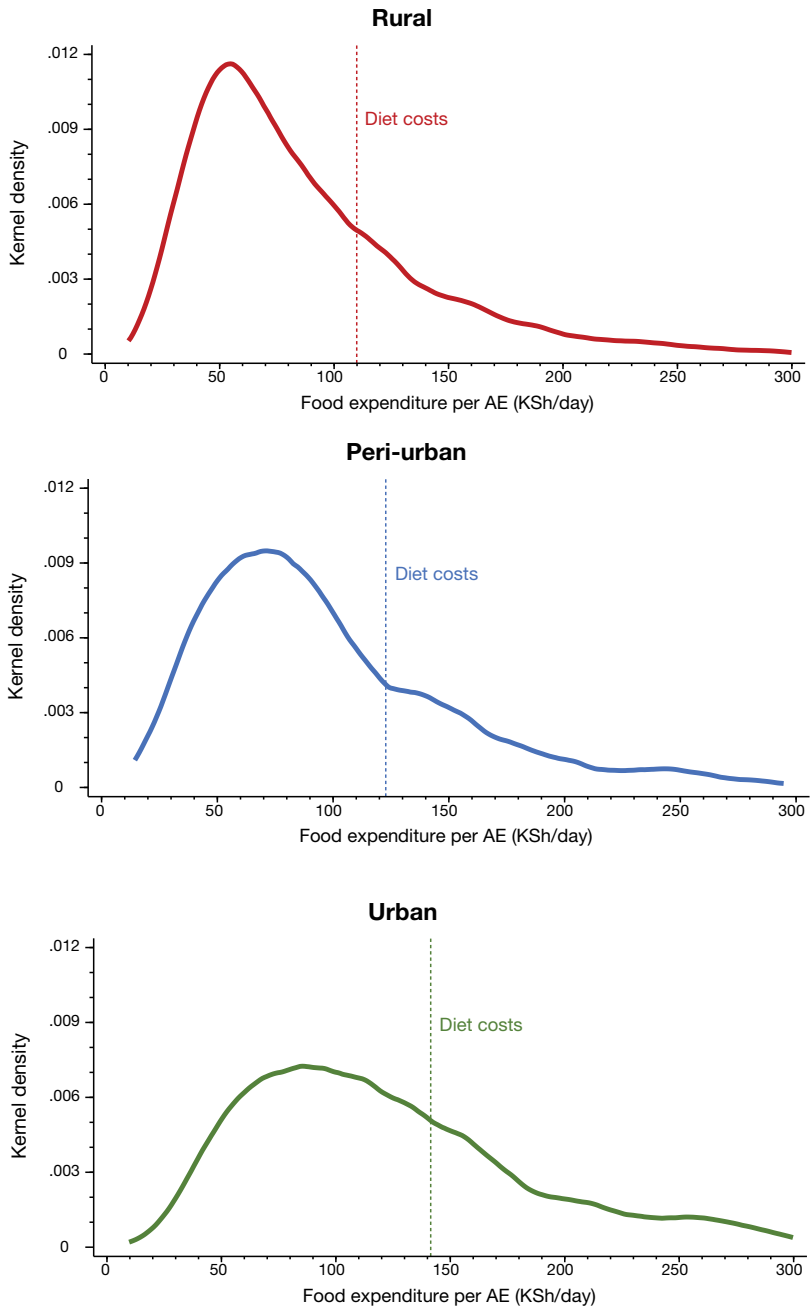 Rural
.012
.009
.006
.003
0
Kernel density
Diet costs
0 50 100 150 200 250 300
Food expenditure per AE (KSh/day)
Peri-urban
.012
.009
.006
.003
0
Kernel density
Diet costs
0 50 100 150 200 250 300
Food expenditure per AE (KSh/day)
Urban
.012
.009
.006
.003
0
Kernel density
Diet costs
0 50 100 150 200 250 300
Food expenditure per AE (KSh/day)